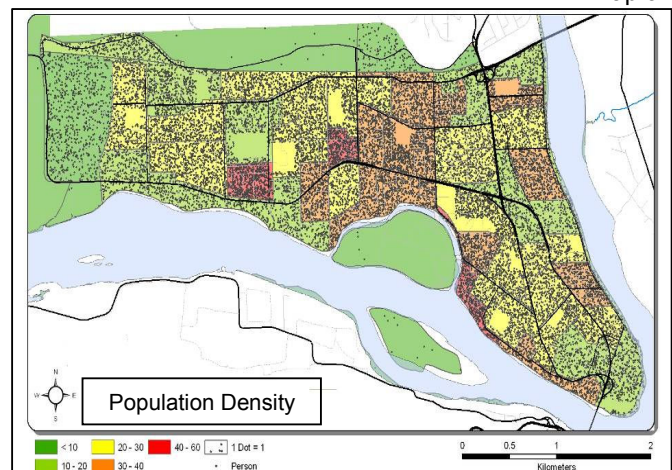 N
W E
S
Population Density
< 10 20 - 30 40 - 60 1 Dot = 1
10 - 20 30 - 40 Person
0 0.5 1 2
Kilometers